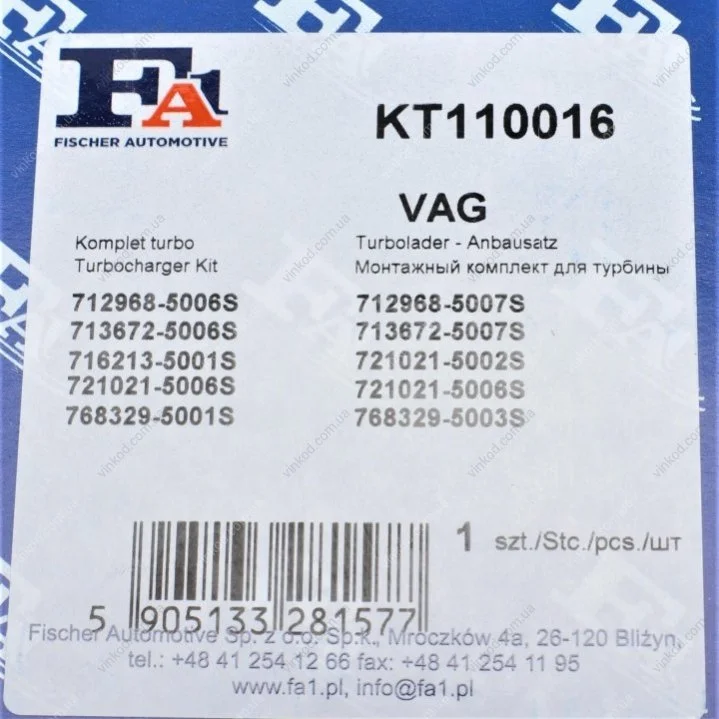 FA1
FISCHER AUTOMOTIVE
KT110016
VAG
Komplet turbo
Turbocharger Kit
Turbolader - Anbausatz
Монтажный комплект для турбины
712968-5006S 712968-5007S
713672-5006S 713672-5007S
716213-5001S 721021-5002S
721021-5006S 721021-5006S
768329-5001S 768329-5003S
1 szt./Stc./pcs./шт
5 905133 281577
Fischer Automotive Sp. z o.o. Sp.k., Mroczków 4a, 26-120 Bliżyn,
tel.: +48 41 254 12 66 fax: +48 41 254 11 95
www.fa1.pl, info@fa1.pl
vinkod.com.ua